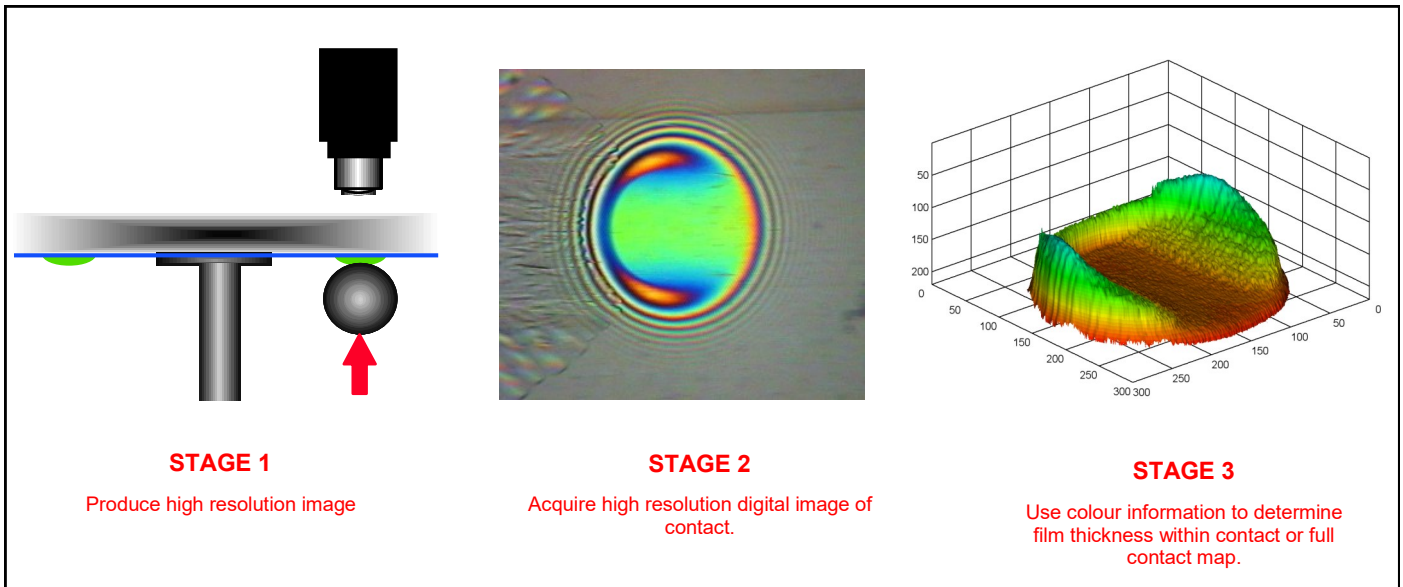 STAGE 1
Produce high resolution image
STAGE 2
Acquire high resolution digital image of
contact.
50
100
150
200
0
50
100
150
200
250
300
300
250
200
150
100
50
0
STAGE 3
Use colour information to determine
film thickness within contact or full
contact map.